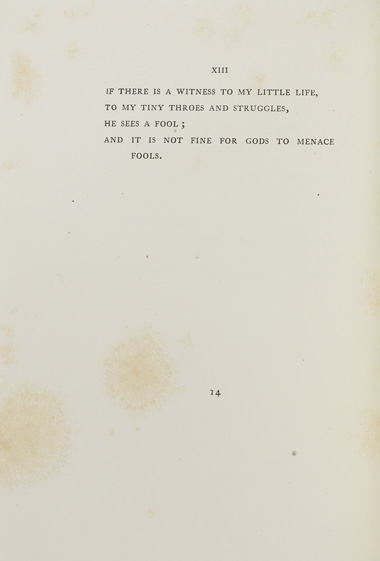 XIII
IF THERE IS A WITNESS TO MY LITTLE LIFE,
TO MY TINY THROES AND STRUGGLES,
HE SEES A FOOL ;
AND IT IS NOT FINE FOR GODS TO MENACE
FOOLS.
14